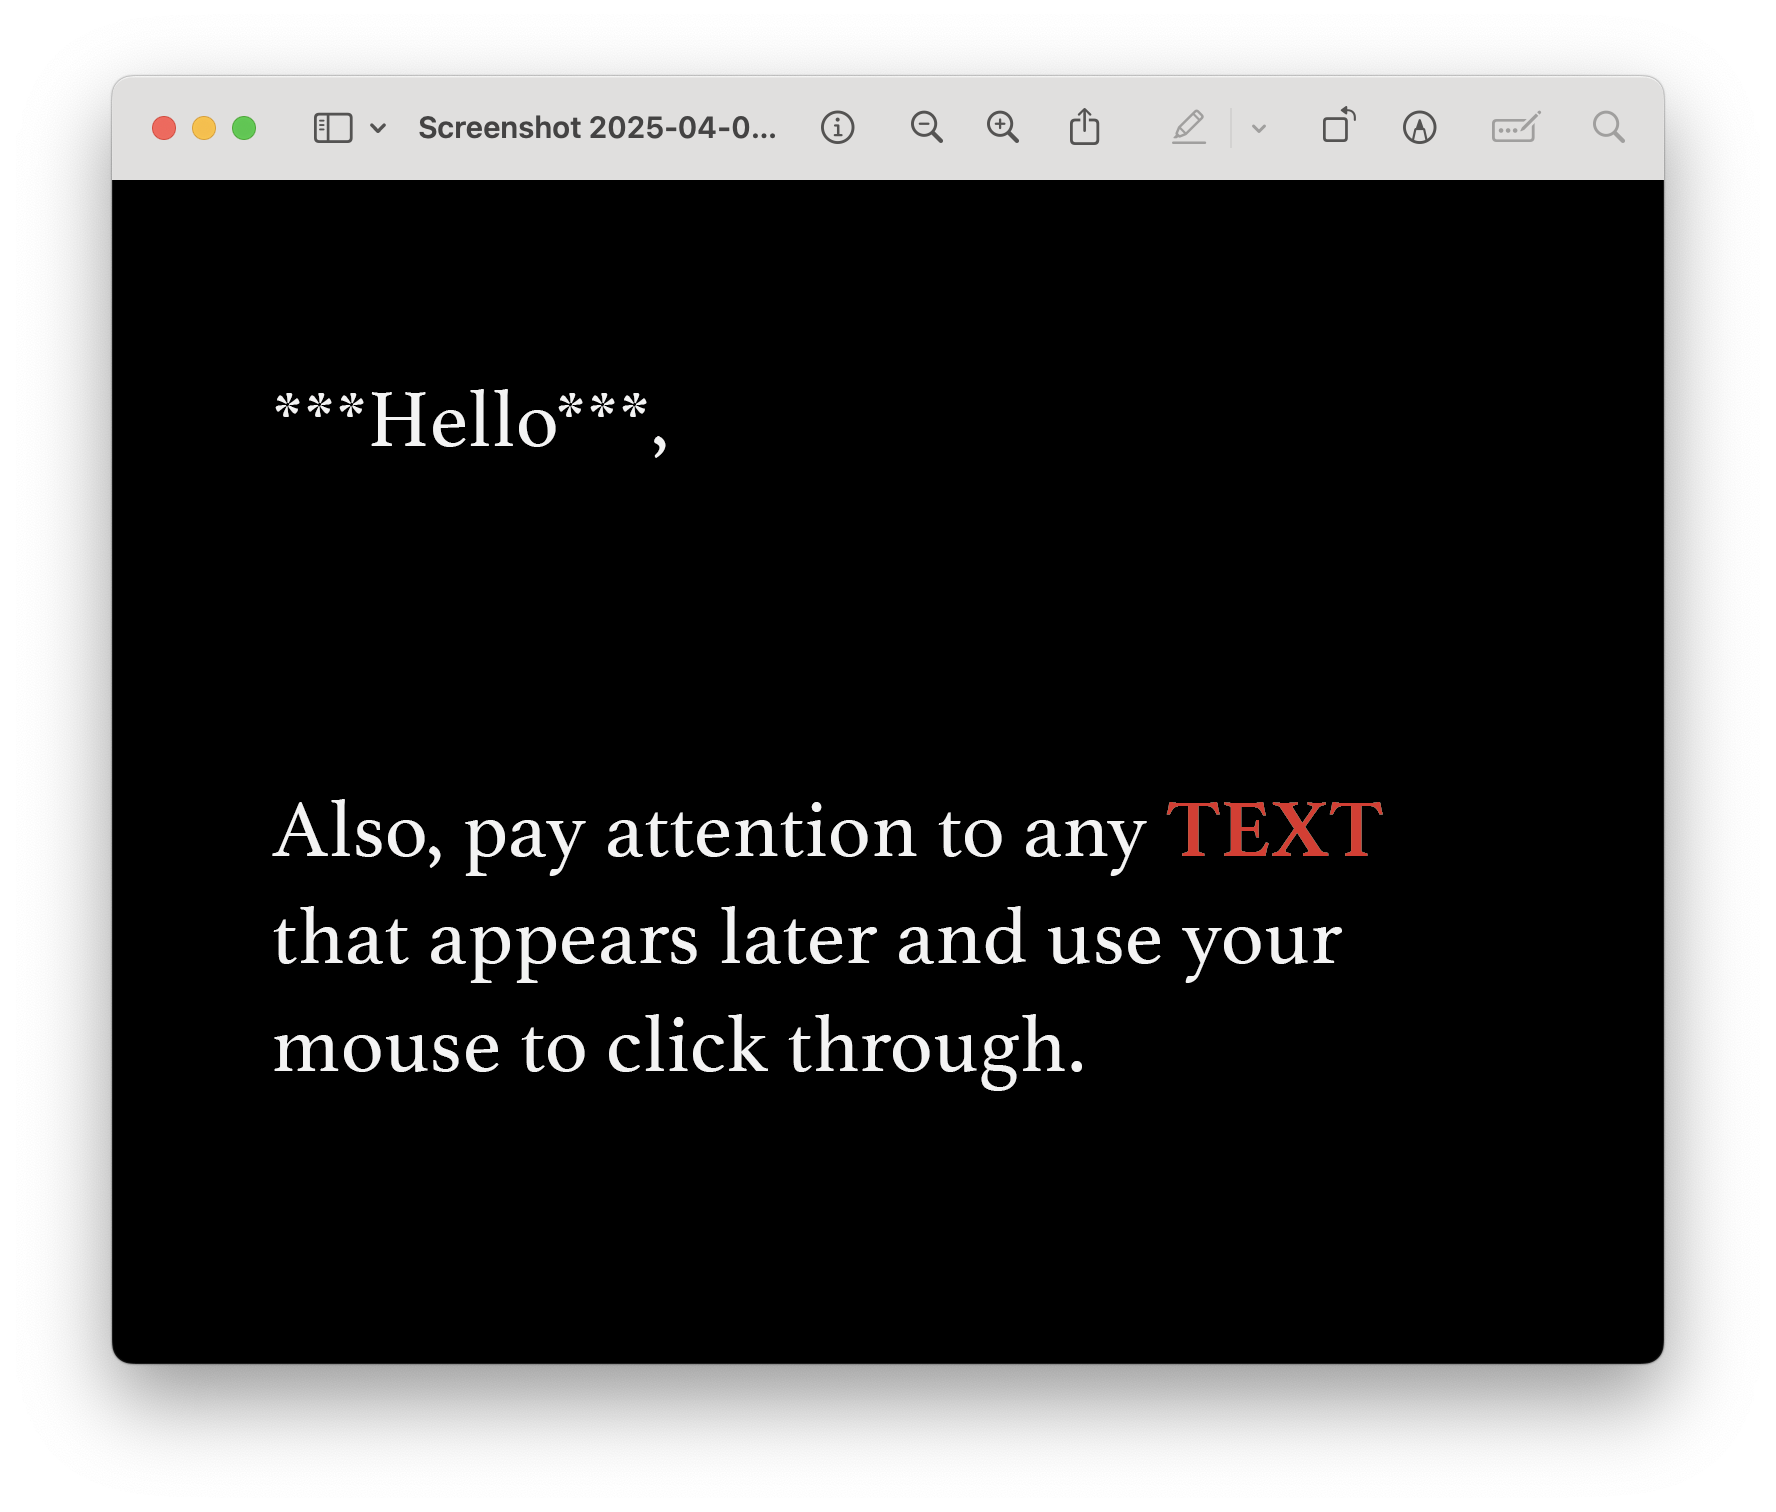 Screenshot 2025-04-0...
***Hello***,
Also, pay attention to any TEXT
that appears later and use your
mouse to click through.